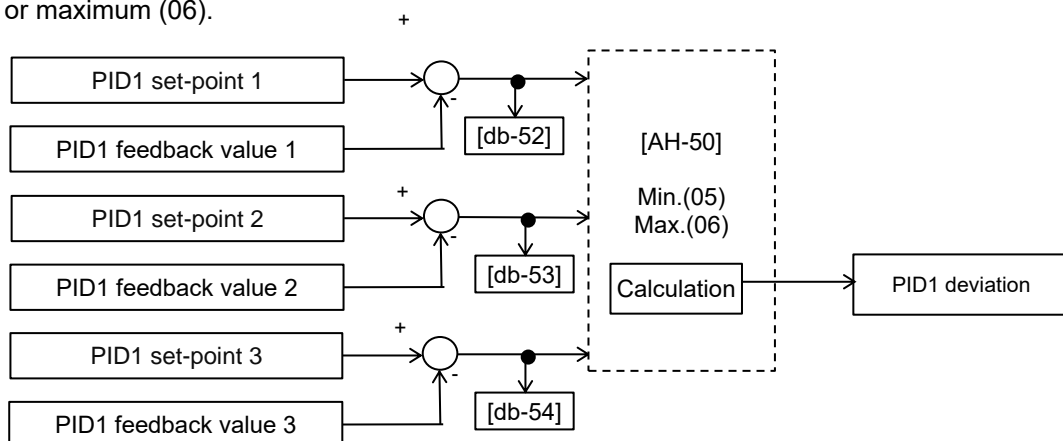 or maximum (06).
+
PID1 set-point 1
-
[db-52]
PID1 feedback value 1
[AH-50]
Min.(05)
Max.(06)
+
PID1 set-point 2
-
[db-53]
PID1 feedback value 2
Calculation
PID1 deviation
+
PID1 set-point 3
-
[db-54]
PID1 feedback value 3